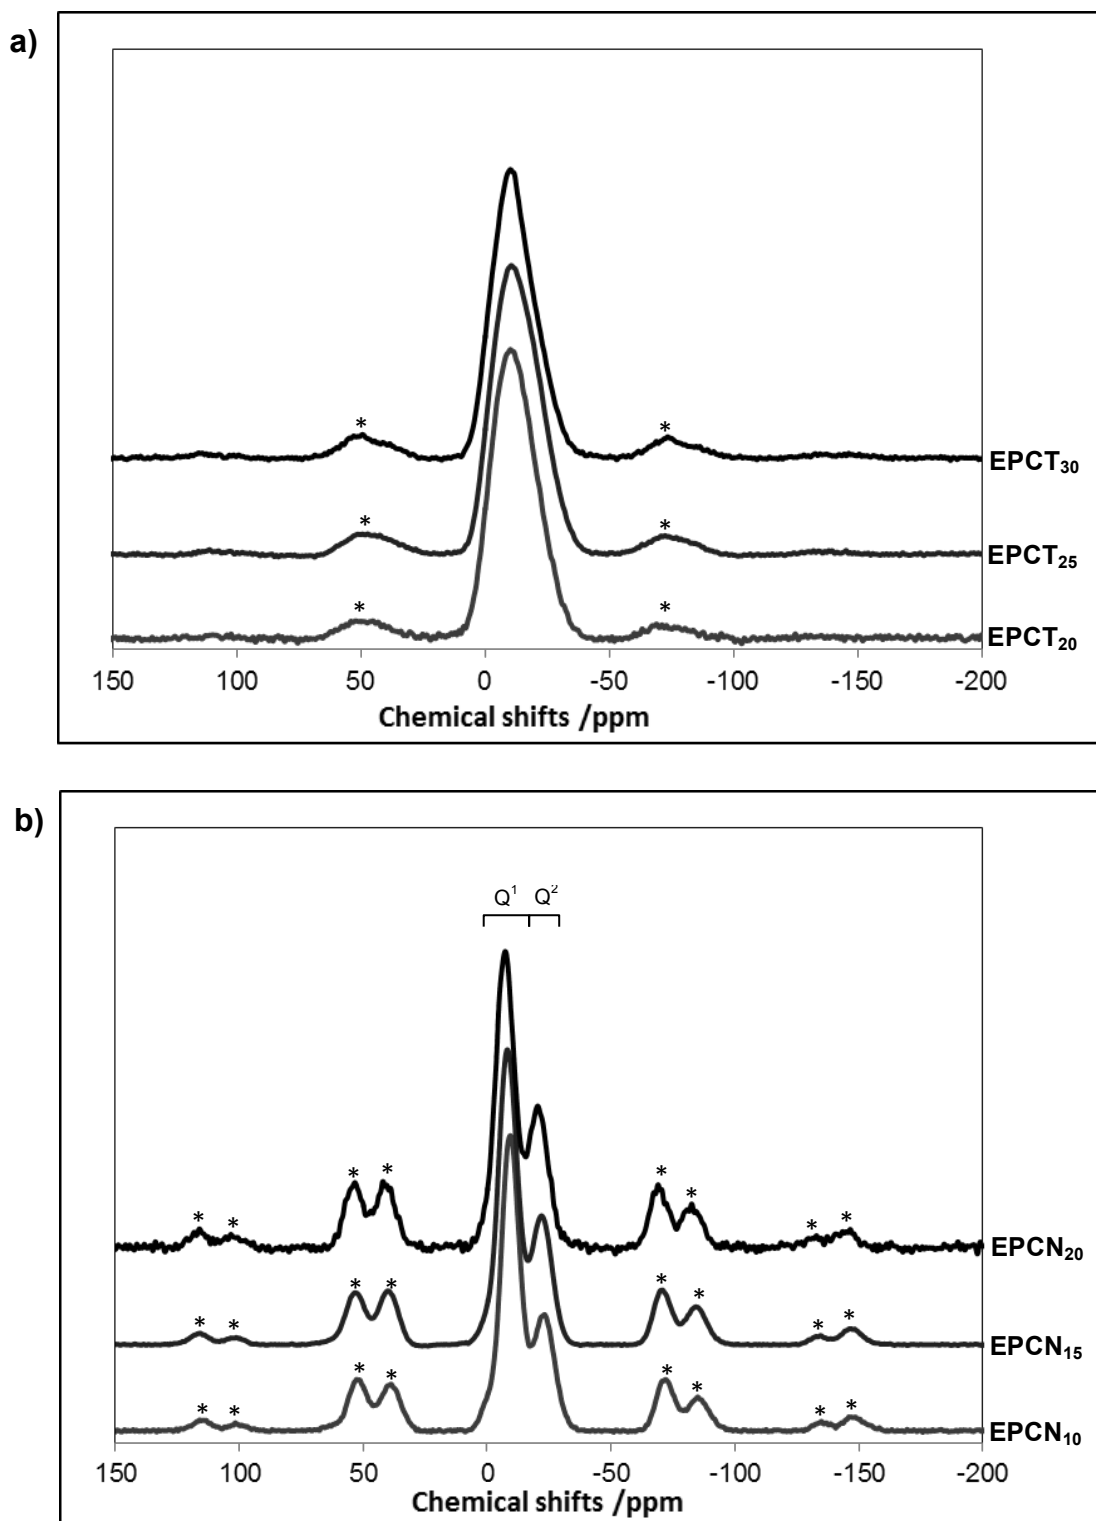 a)
*
*
EPCT30
*
*
EPCT25
*
*
EPCT20
150 100 50 0 -50 -100 -150 -200
Chemical shifts /ppm
b)
Q1 Q2
* * * * * * * *
EPCN20
* * * * * * * *
EPCN15
* * * * * * * *
EPCN10
150 100 50 0 -50 -100 -150 -200
Chemical shifts /ppm